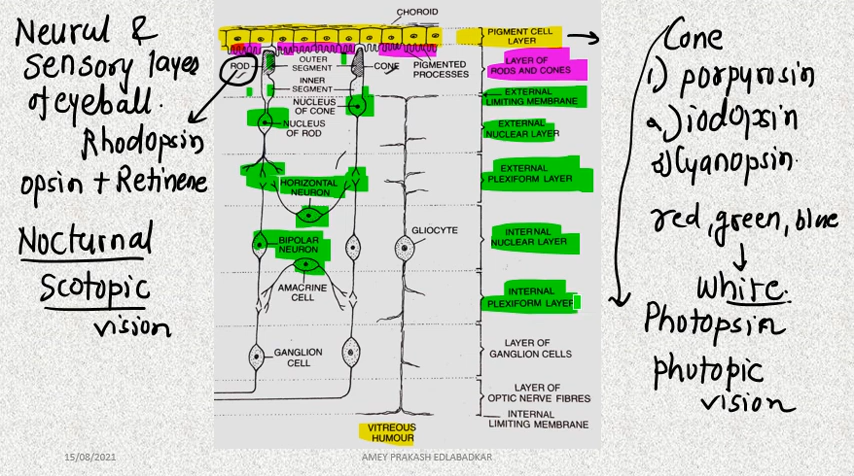 Neural &
Sensory layes
of eyeball.
Rhodopsin
opsin + Retinene
Nocturnal
Scotopic
vision
CHOROID
ROD
OUTER
SEGMENT
CONE
PIGMENTED
PROCESSES
INNER
SEGMENT
NUCLEUS
OF CONE
NUCLEUS
OF ROD
HORIZONTAL
NEURON
BIPOLAR
NEURON
GLIOCYTE
AMACRINE
CELL
GANGLION
CELL
VITREOUS
HUMOUR
PIGMENT CELL
LAYER
LAYER OF
RODS AND CONES
EXTERNAL
LIMITING MEMBRANE
EXTERNAL
NUCLEAR LAYER
EXTERNAL
PLEXIFORM LAYER
INTERNAL
NUCLEAR LAYER
INTERNAL
PLEXIFORM LAYER
LAYER OF
GANGLION CELLS
LAYER OF
OPTIC NERVE FIBRES
INTERNAL
LIMITING MEMBRANE
Cone
1) porpyrosin
2) iodopsin
3) Cyanopsin.
red, green, blue
White.
Photopsin
photopic
vision
15/08/2021
AMEY PRAKASH EDLABADKAR